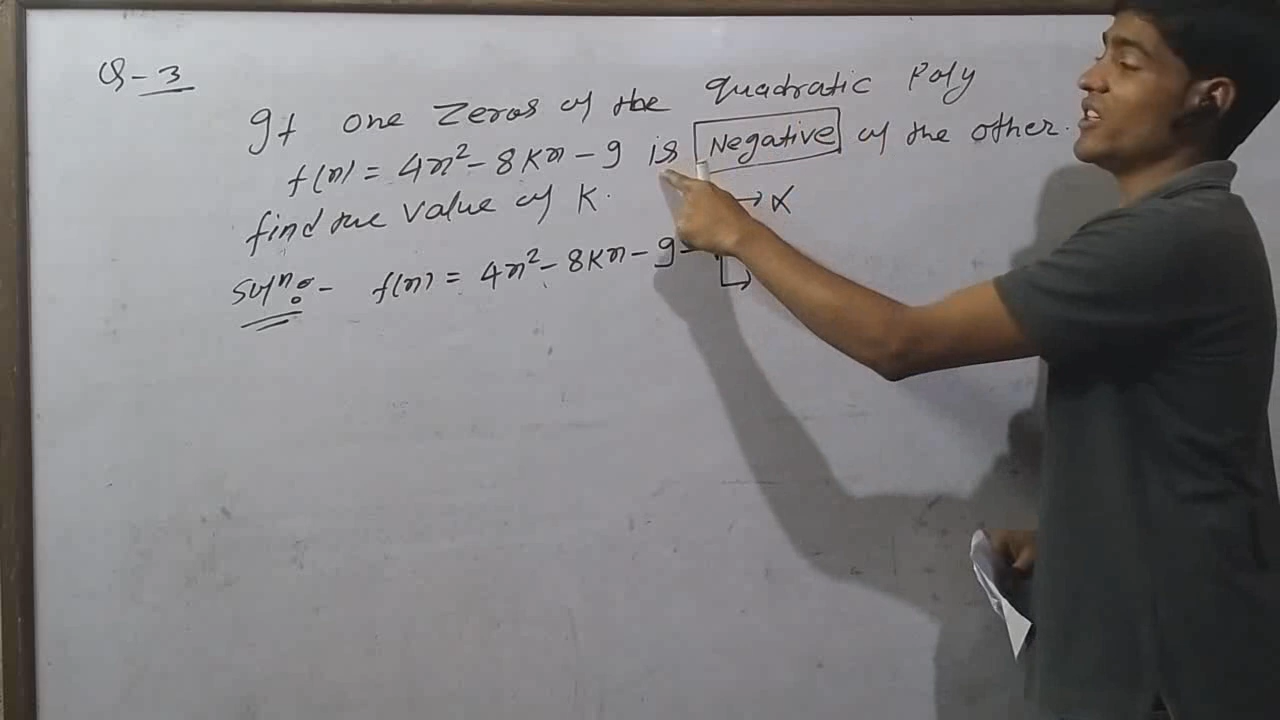 Q-3
If one Zeros of the quadratic Poly
f(x) = 4x² - 8Kx - 9 is Negative of the other.
find the value of K.
→ α
Solⁿ:- f(x) = 4x² - 8Kx - 9